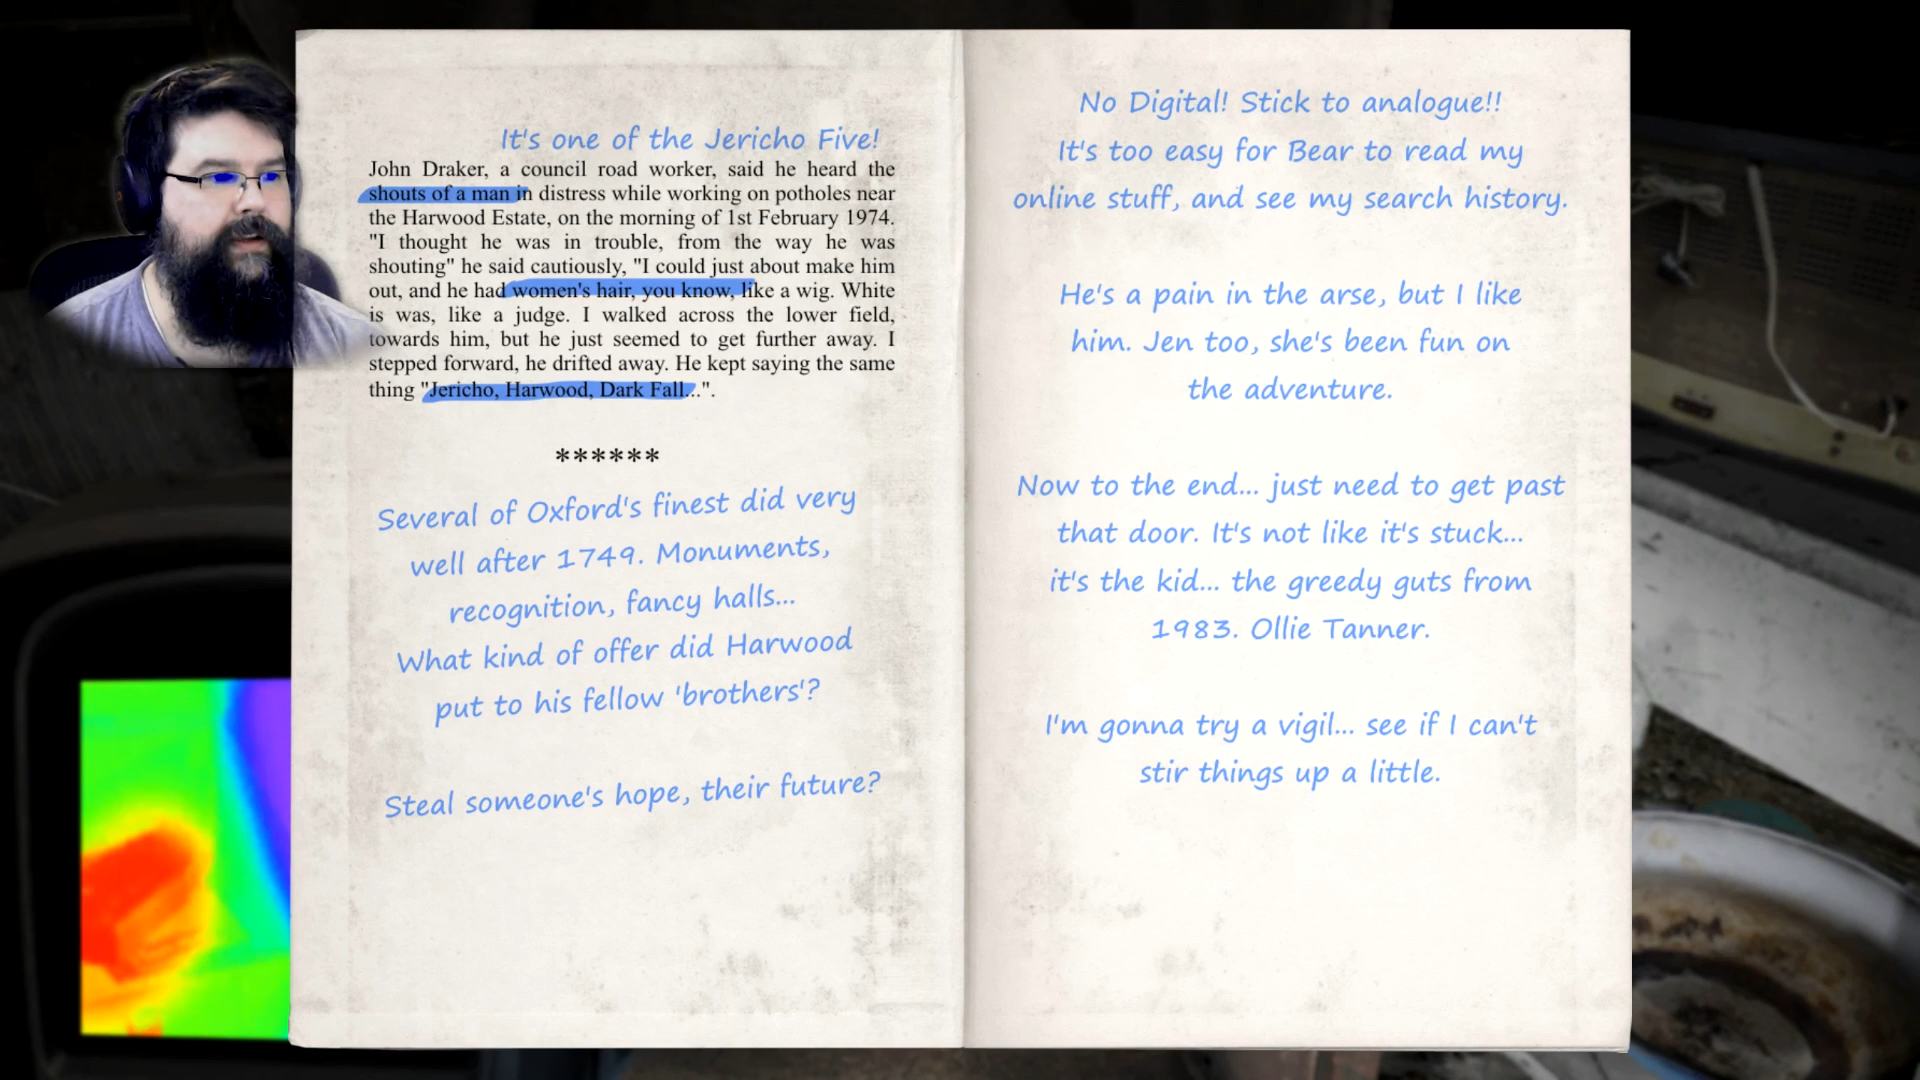 It's one of the Jericho Five!
John Draker, a council road worker, said he heard the
shouts of a man in distress while working on potholes near
the Harwood Estate, on the morning of 1st February 1974.
"I thought he was in trouble, from the way he was
shouting" he said cautiously, "I could just about make him
out, and he had women's hair, you know, like a wig. White
is was, like a judge. I walked across the lower field,
towards him, but he just seemed to get further away. I
stepped forward, he drifted away. He kept saying the same
thing "Jericho, Harwood, Dark Fall...".
******
Several of Oxford's finest did very
well after 1749. Monuments,
recognition, fancy halls...
What kind of offer did Harwood
put to his fellow 'brothers'?
Steal someone's hope, their future?
No Digital! Stick to analogue!!
It's too easy for Bear to read my
online stuff, and see my search history.
He's a pain in the arse, but I like
him. Jen too, she's been fun on
the adventure.
Now to the end... just need to get past
that door. It's not like it's stuck...
it's the kid... the greedy guts from
1983. Ollie Tanner.
I'm gonna try a vigil... see if I can't
stir things up a little.